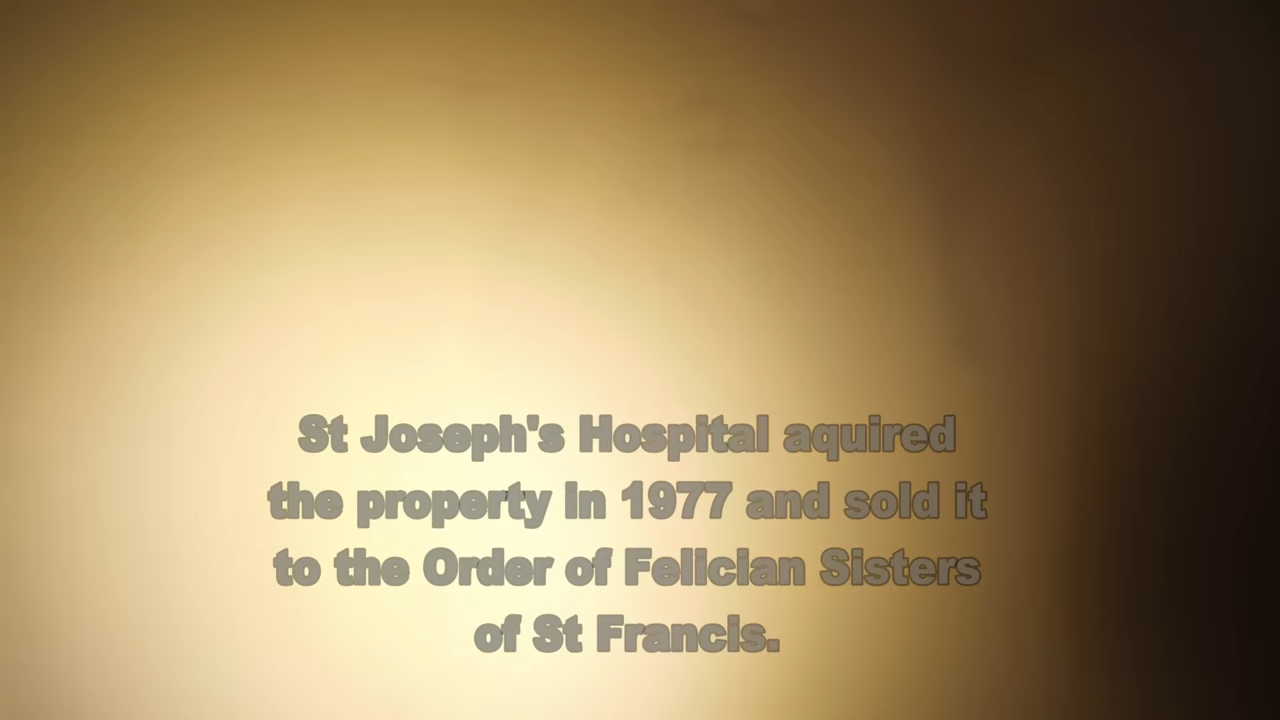 St Joseph's Hospital aquired
the property in 1977 and sold it
to the Order of Felician Sisters
of St Francis.